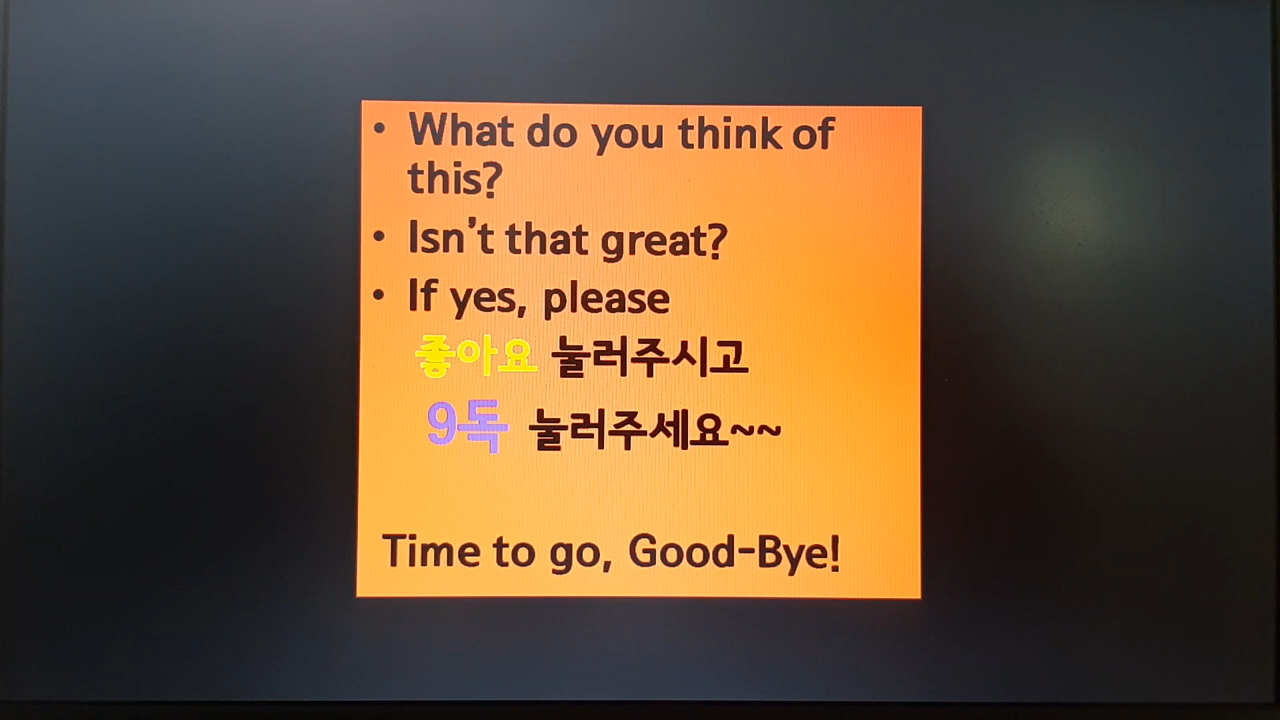 • What do you think of
this?
• Isn't that great?
• If yes, please
좋아요 눌러주시고
9독 눌러주세요~~
Time to go, Good-Bye!